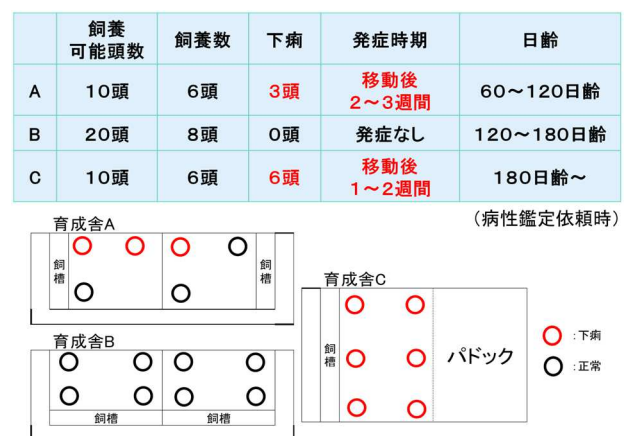 飼養
可能頭数 飼養数 下痢 発症時期 日齢
A 10頭 6頭 3頭 移動後
2~3週間 60~120日齢
B 20頭 8頭 0頭 発症なし 120~180日齢
C 10頭 6頭 6頭 移動後
1~2週間 180日齢~
(病性鑑定依頼時)
育成舎A
飼槽
飼槽
育成舎B
飼槽 飼槽
育成舎C
飼槽
パドック
:下痢
:正常